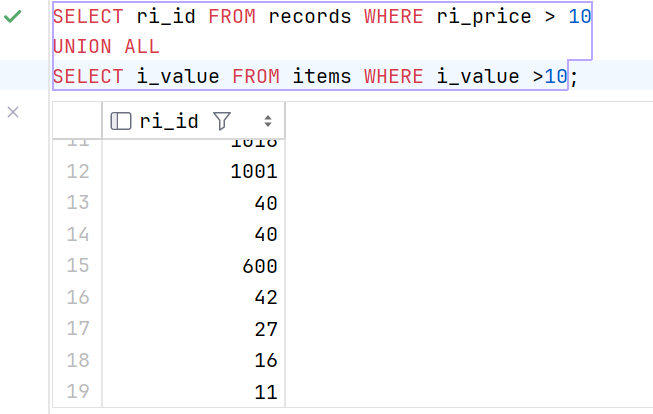 SELECT ri_id FROM records WHERE ri_price > 10
UNION ALL
SELECT i_value FROM items WHERE i_value >10;
ri_id
11 1018
12 1001
13 40
14 40
15 600
16 42
17 27
18 16
19 11